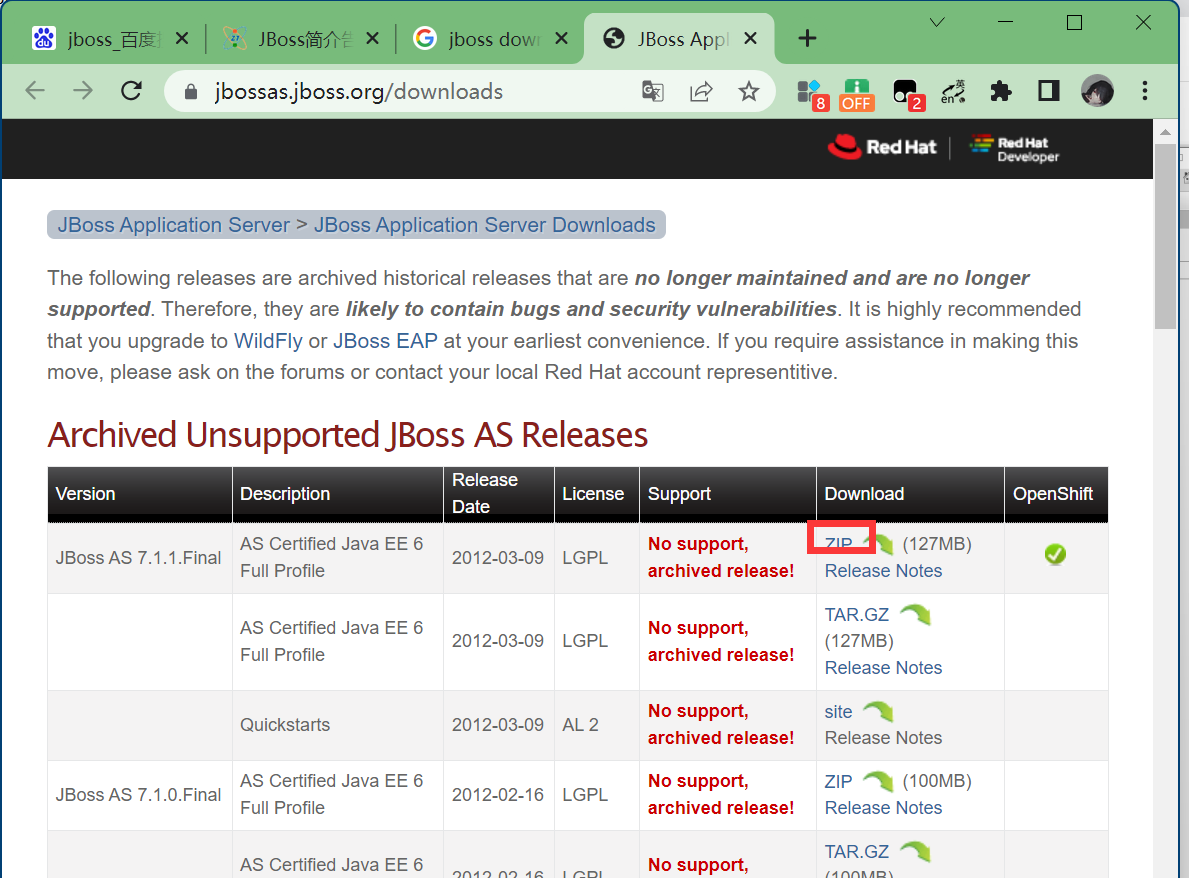 jboss_百度
JBoss简介
jboss dow
JBoss Appl
jbossas.jboss.org/downloads
8
OFF
2
英
en
Red Hat
Red Hat
Developer
JBoss Application Server > JBoss Application Server Downloads
The following releases are archived historical releases that are no longer maintained and are no longer
supported. Therefore, they are likely to contain bugs and security vulnerabilities. It is highly recommended
that you upgrade to WildFly or JBoss EAP at your earliest convenience. If you require assistance in making this
move, please ask on the forums or contact your local Red Hat account representitive.
Archived Unsupported JBoss AS Releases
Version Description Release Date License Support Download OpenShift
JBoss AS 7.1.1.Final AS Certified Java EE 6 Full Profile 2012-03-09 LGPL No support, archived release! ZIP (127MB) Release Notes
AS Certified Java EE 6 Full Profile 2012-03-09 LGPL No support, archived release! TAR.GZ (127MB) Release Notes
Quickstarts 2012-03-09 AL 2 No support, archived release! site Release Notes
JBoss AS 7.1.0.Final AS Certified Java EE 6 Full Profile 2012-02-16 LGPL No support, archived release! ZIP (100MB) Release Notes
AS Certified Java EE 6 2012-02-16 LGPL No support, TAR.GZ (100MB)